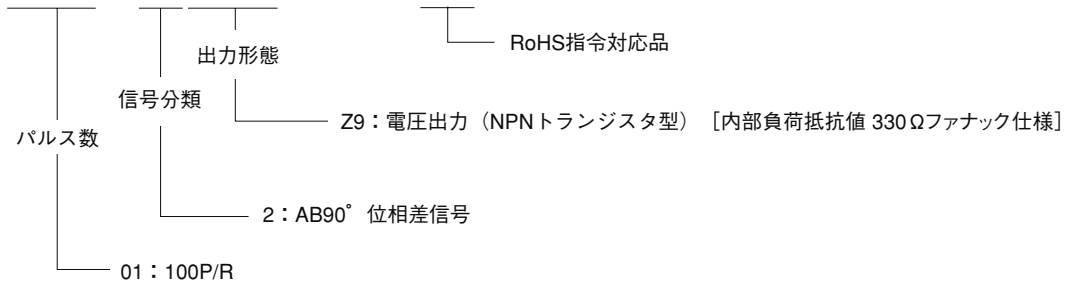 RoHS指令対応品
出力形態
信号分類
Z9：電圧出力（NPNトランジスタ型）［内部負荷抵抗値 330Ωファナック仕様］
パルス数
2：AB90°位相差信号
01：100P/R